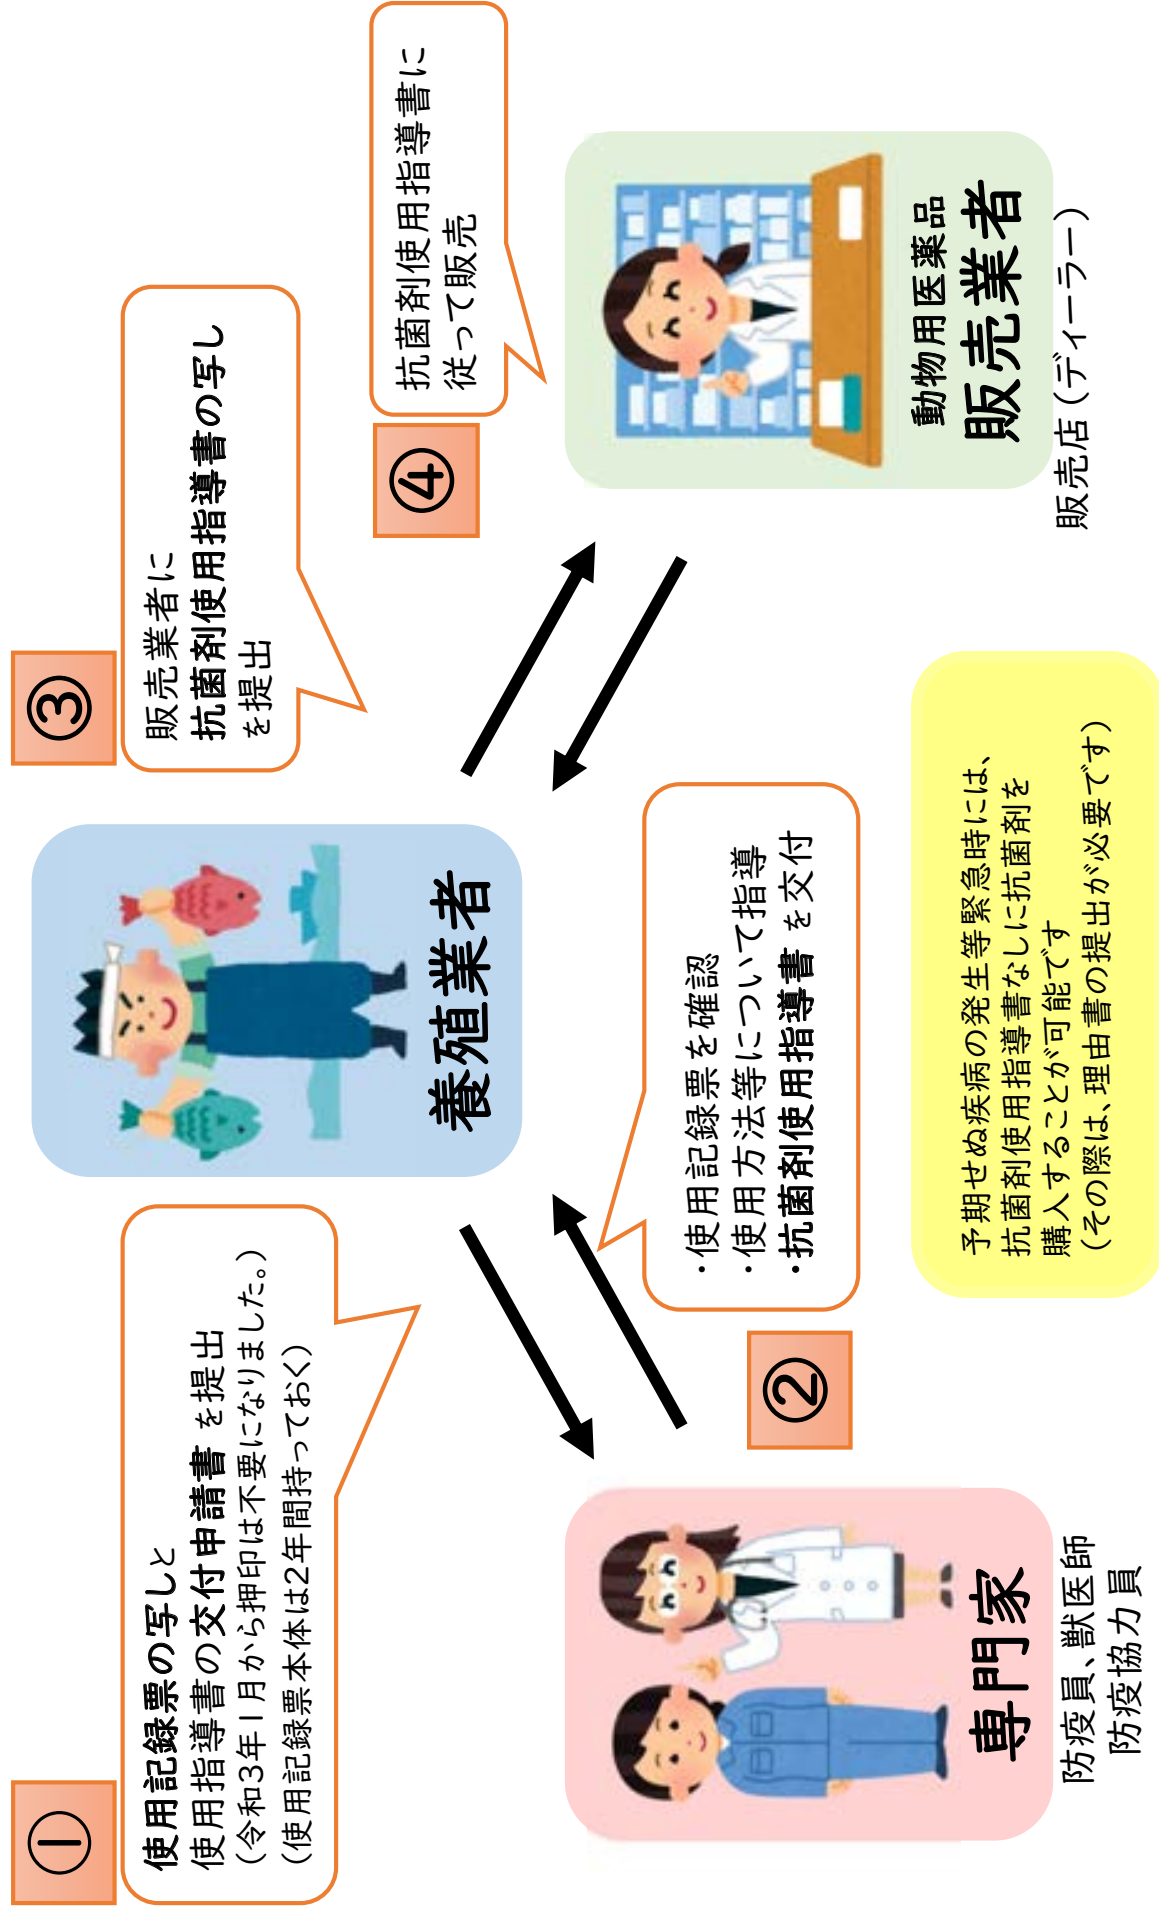 ①
使用記録票の写しと
使用指導書の交付申請書 を提出
(令和3年1月から押印は不要になりました。)
(使用記録票本体は2年間持っておく)
養殖業者
③
販売業者に
抗菌剤使用指導書の写し
を提出
④
抗菌剤使用指導書に
従って販売
専門家
防疫員、獣医師
防疫協力員
②
・使用記録票を確認
・使用方法等について指導
・抗菌剤使用指導書 を交付
動物用医薬品
販売業者
販売店(ディーラー)
予期せぬ疾病の発生等緊急時には、
抗菌剤使用指導書なしに抗菌剤を
購入することが可能です
(その際は、理由書の提出が必要です)